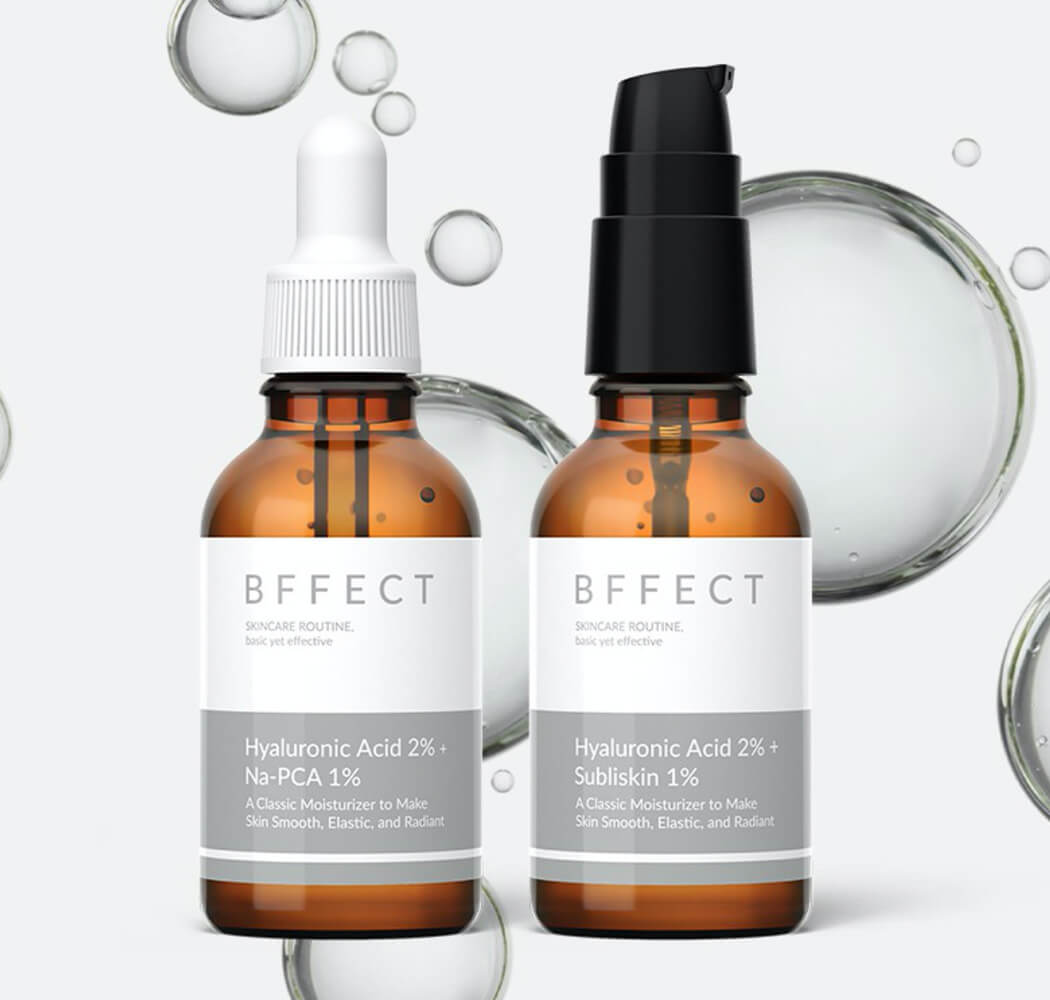 BFFECT
SKINCARE ROUTINE,
basic yet effective
Hyaluronic Acid 2% +
Na-PCA 1%
A Classic Moisturizer to Make
Skin Smooth, Elastic, and Radiant
BFFECT
SKINCARE ROUTINE,
basic yet effective
Hyaluronic Acid 2% +
Subliskin 1%
A Classic Moisturizer to Make
Skin Smooth, Elastic, and Radiant